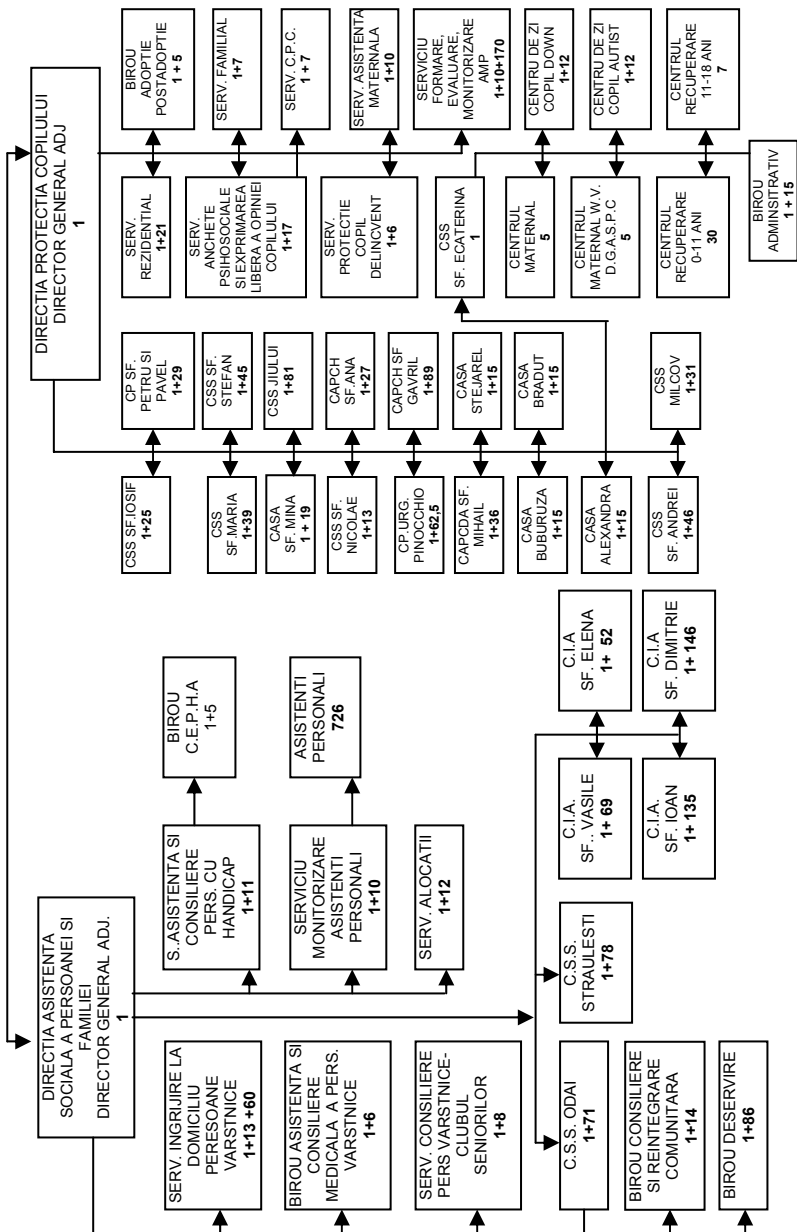 DIRECTIA ASISTENTA
SOCIALA A PERSOANEI SI
FAMILIEI
DIRECTOR GENERAL ADJ.
1
SERV. INGRIJIRE LA
DOMICILIU
PERESOANE
VARSTNICE
1+13 +60
BIROU ASISTENTA SI
CONSILIERE
MEDICALA A PERS.
VARSTNICE
1+6
SERV. CONSILIERE
PERS VARSTNICE-
CLUBUL
SENIORILOR
1+8
C.S.S. ODAI
1+71
BIROU CONSILIERE
SI REINTEGRARE
COMUNITARA
1+14
BIROU DESERVIRE
1+86
S..ASISTENTA SI
CONSILIERE
PERS. CU
HANDICAP
1+11
SERVICIU
MONITORIZARE
ASISTENTI
PERSONALI
1+10
SERV. ALOCATII
1+12
C.S.S.
STRAULESTI
1+78
BIROU
C.E.P.H.A
1+5
ASISTENTI
PERSONALI
726
C.I.A.
SF.. VASILE
1+ 69
C.I.A
SF. ELENA
1+ 52
C.I.A.
SF. IOAN
1+ 135
C.I.A
SF. DIMITRIE
1+ 146
DIRECTIA PROTECTIA COPILULUI
DIRECTOR GENERAL ADJ
1
CSS SF.IOSIF
1+25
CP SF.
PETRU SI
PAVEL
1+29
CSS
SF.MARIA
1+39
CSS SF.
STEFAN
1+45
CASA
SF. MINA
1 + 19
CSS JIULUI
1+81
CSS SF.
NICOLAE
1+13
CAPCH
SF.ANA
1+27
CP.URG.
PINOCCHIO
1+62,5
CAPCH SF
GAVRIL
1+89
CAPCDA SF.
MIHAIL
1+36
CASA
STEJAREL
1+15
CASA
BUBURUZA
1+15
CASA
BRADUT
1+15
CASA
ALEXANDRA
1+15
CSS
SF. ANDREI
1+46
CSS
MILCOV
1+31
SERV.
REZIDENTIAL
1+21
BIROU
ADOPTIE
POSTADOPTIE
1 + 5
SERV.
ANCHETE
PSIHOSOCIALE
SI EXPRIMAREA
LIBERA A OPINIEI
COPILULUI
1+17
SERV. FAMILIAL
1+7
SERV. C.P.C.
1 + 7
SERV.
PROTECTIE
COPIL
DELINCVENT
1+6
SERV. ASISTENTA
MATERNALA
1+10
SERVICIU
FORMARE,
EVALUARE,
MONITORIZARE
AMP
1+10+170
CSS
SF. ECATERINA
1
CENTRUL
MATERNAL
5
CENTRU DE ZI
COPIL DOWN
1+12
CENTRUL
MATERNAL W.V.
D.G.A.S.P.C
5
CENTRU DE ZI
COPIL AUTIST
1+12
CENTRUL
RECUPERARE
0-11 ANI
30
CENTRUL
RECUPERARE
11-18 ANI
7
BIROU
ADMINSITRATIV
1 + 15